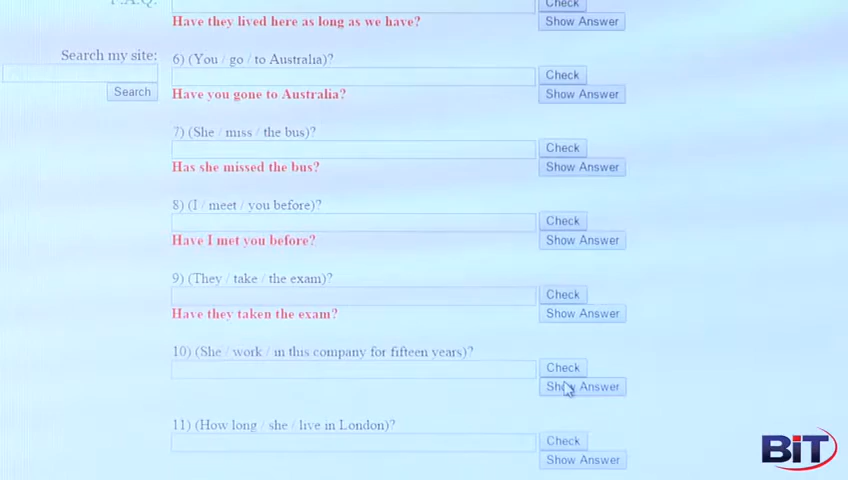 F.A.Q.
Check
Have they lived here as long as we have?
Show Answer
Search my site:
Search
6) (You / go / to Australia)?
Check
Have you gone to Australia?
Show Answer
7) (She / miss / the bus)?
Check
Has she missed the bus?
Show Answer
8) (I / meet / you before)?
Check
Have I met you before?
Show Answer
9) (They / take / the exam)?
Check
Have they taken the exam?
Show Answer
10) (She / work / in this company for fifteen years)?
Check
Show Answer
11) (How long / she / live in London)?
Check
Show Answer
BiT